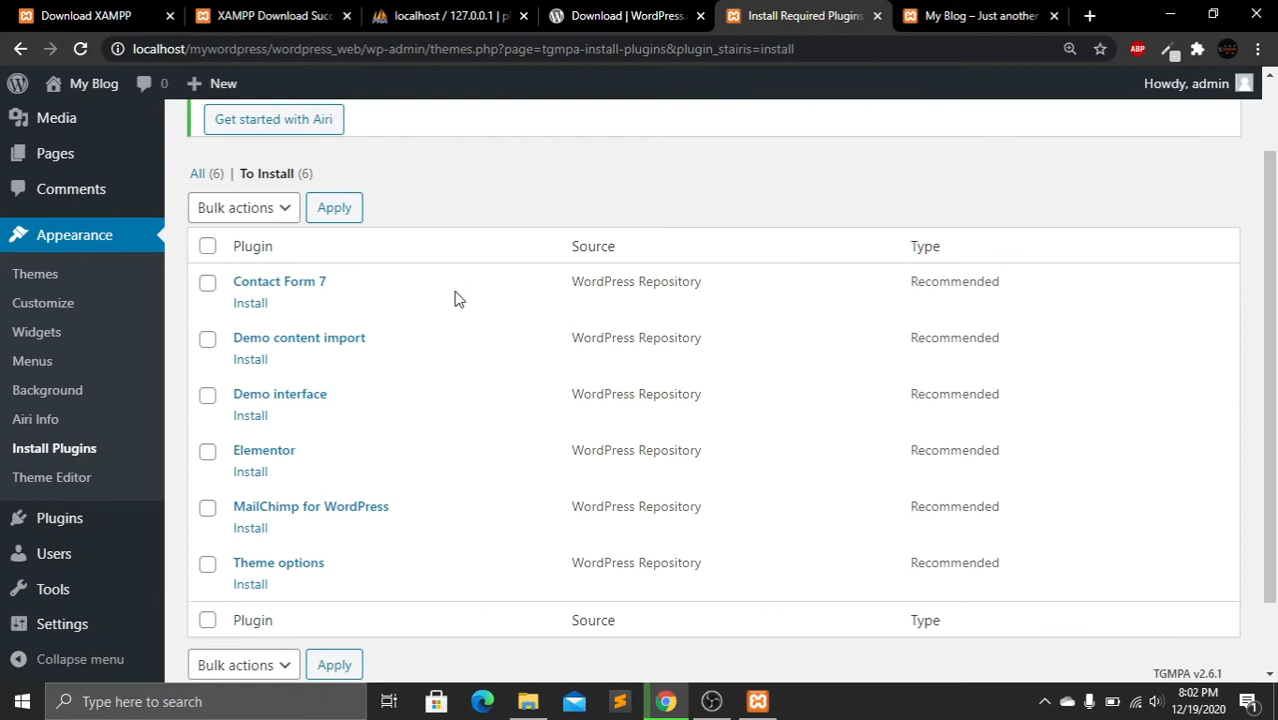 Download XAMPP
XAMPP Download Succ
localhost / 127.0.0.1 | pl
Download | WordPress.
Install Required Plugins
My Blog – Just another
localhost/mywordpress/wordpress_web/wp-admin/themes.php?page=tgmpa-install-plugins&plugin_stairis=install
ABP
My Blog
0
New
Howdy, admin
Media
Pages
Comments
Appearance
Themes
Customize
Widgets
Menus
Background
Airi Info
Install Plugins
Theme Editor
Plugins
Users
Tools
Settings
Collapse menu
Get started with Airi
All (6) | To Install (6)
Bulk actions
Apply
Plugin Source Type
Contact Form 7 WordPress Repository Recommended
Install
Demo content import WordPress Repository Recommended
Install
Demo interface WordPress Repository Recommended
Install
Elementor WordPress Repository Recommended
Install
MailChimp for WordPress WordPress Repository Recommended
Install
Theme options WordPress Repository Recommended
Install
Plugin Source Type
Bulk actions
Apply
TGMPA v2.6.1
Type here to search
8:02 PM
12/19/2020
1